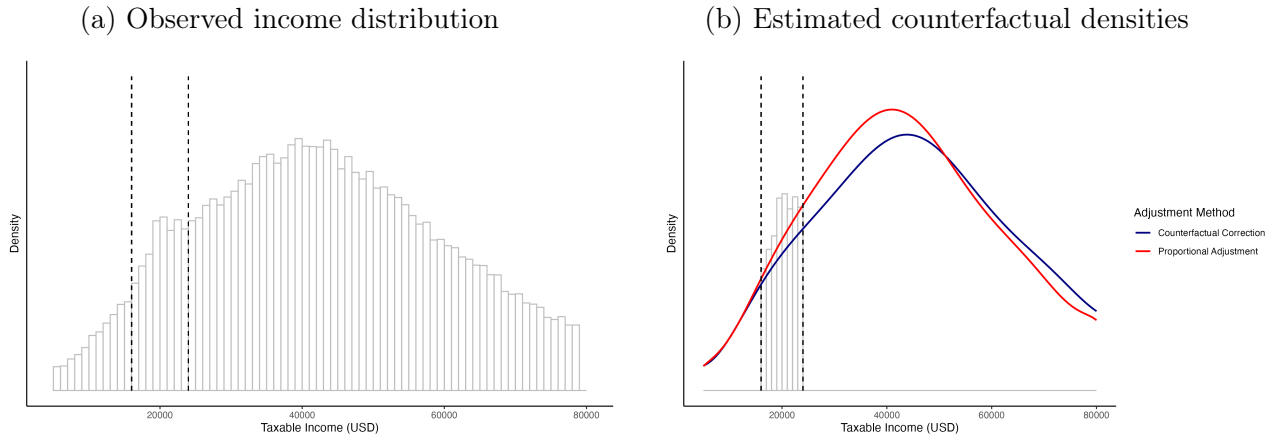 (a) Observed income distribution
Density
20000 40000 60000 80000
Taxable Income (USD)
(b) Estimated counterfactual densities
Density
20000 40000 60000 80000
Taxable Income (USD)
Adjustment Method
Counterfactual Correction
Proportional Adjustment